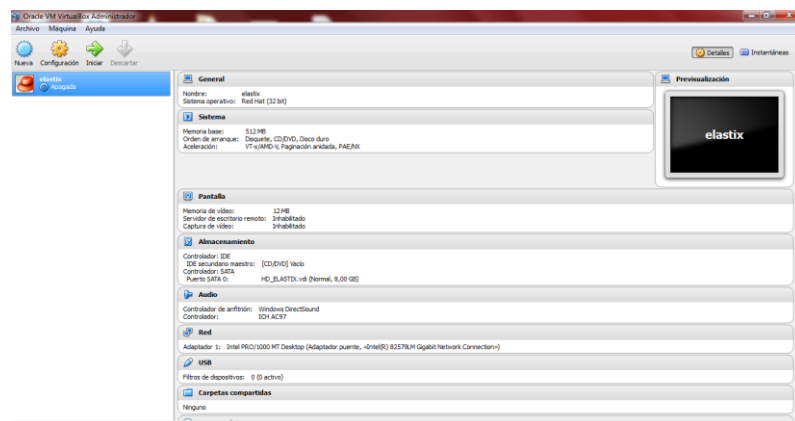 Oracle VM VirtualBox Administrador
Archivo Máquina Ayuda
Nueva Configuración Iniciar Descartar
Detalles Instantáneas
elastix
Apagada
General
Nombre: elastix
Sistema operativo: Red Hat (32 bit)
Previsualización
elastix
Sistema
Memoria base: 512 MB
Orden de arranque: Disquete, CD/DVD, Disco duro
Aceleración: VT-x/AMD-V, Paginación anidada, PAE/NX
Pantalla
Memoria de vídeo: 12 MB
Servidor de escritorio remoto: Inhabilitado
Captura de vídeo: Inhabilitado
Almacenamiento
Controlador: IDE
IDE secundario maestro: [CD/DVD] Vacío
Controlador: SATA
Puerto SATA 0: HD_ELASTIX.vdi (Normal, 8,00 GB)
Audio
Controlador de anfitrión: Windows DirectSound
Controlador: ICH AC97
Red
Adaptador 1: Intel PRO/1000 MT Desktop (Adaptador puente, «Intel(R) 82579LM Gigabit Network Connection»)
USB
Filtros de dispositivos: 0 (0 activo)
Carpetas compartidas
Ninguno